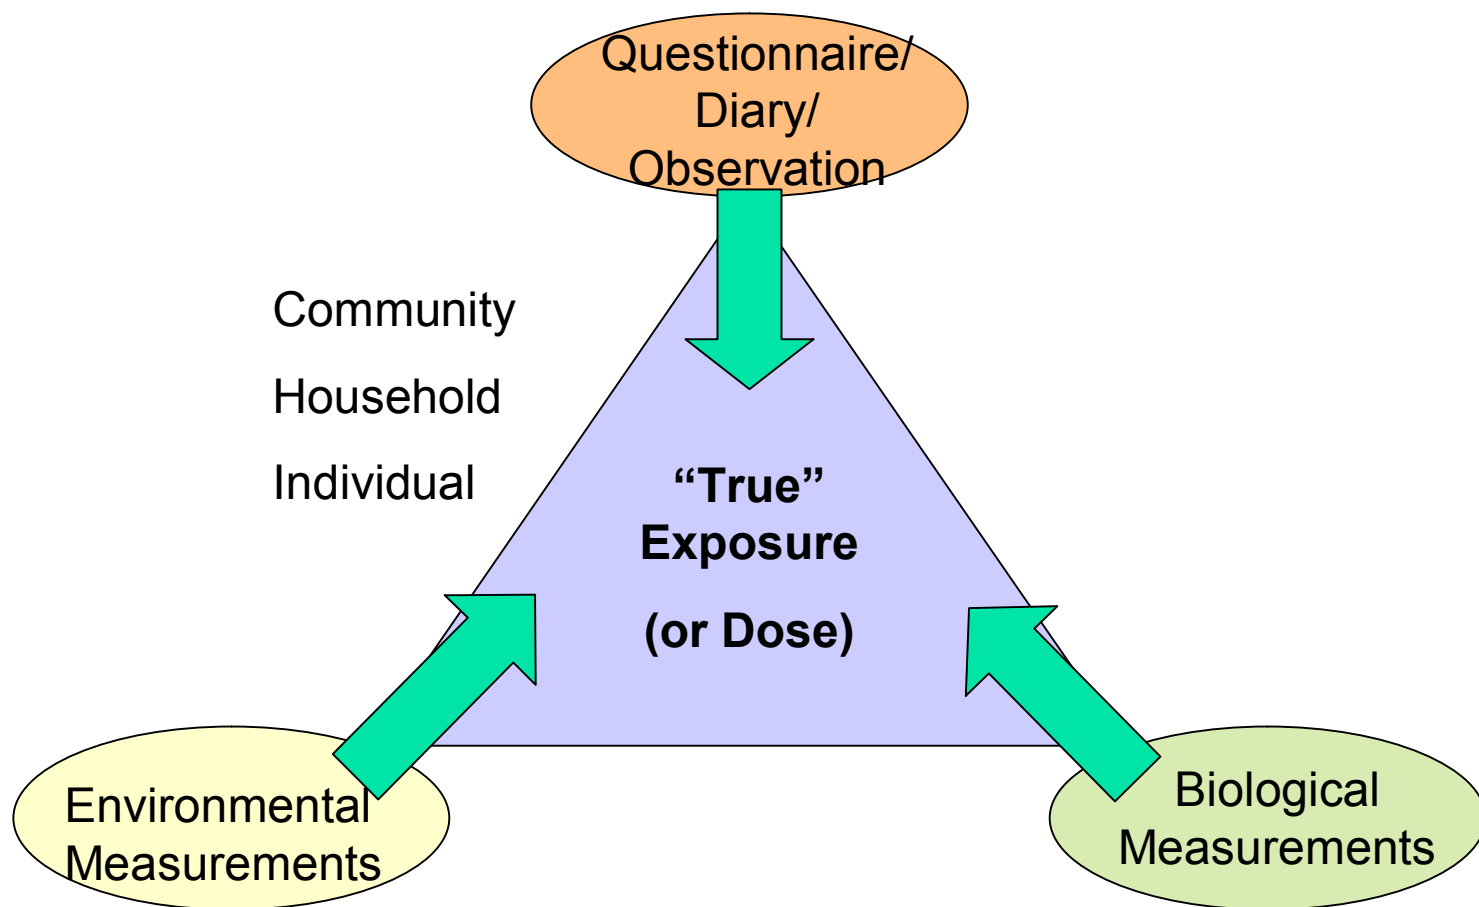 Questionnaire/
Diary/
Observation
Community
Household
Individual
“True”
Exposure
(or Dose)
Environmental
Measurements
Biological
Measurements